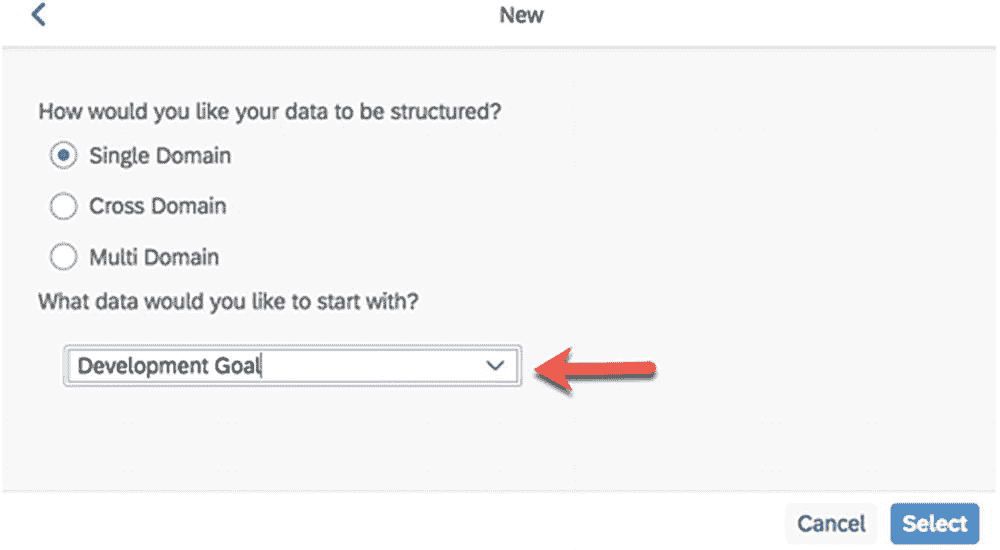 New
How would you like your data to be structured?
Single Domain
Cross Domain
Multi Domain
What data would you like to start with?
Development Goal
Cancel Select